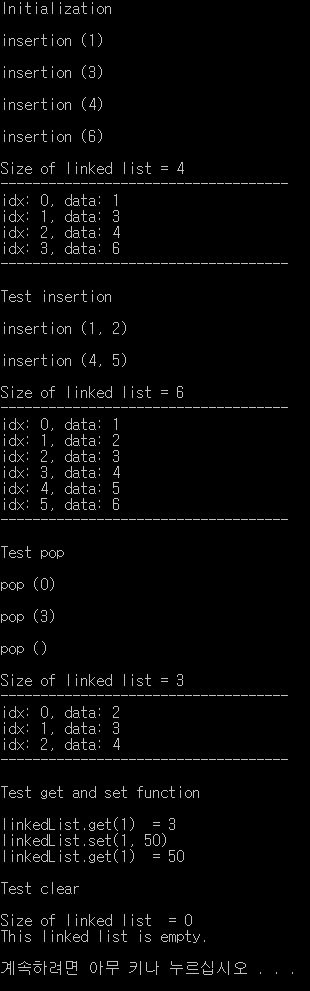 Initialization
insertion (1)
insertion (3)
insertion (4)
insertion (6)
Size of linked list = 4
------------------------------------
idx: 0, data: 1
idx: 1, data: 3
idx: 2, data: 4
idx: 3, data: 6
------------------------------------
Test insertion
insertion (1, 2)
insertion (4, 5)
Size of linked list = 6
------------------------------------
idx: 0, data: 1
idx: 1, data: 2
idx: 2, data: 3
idx: 3, data: 4
idx: 4, data: 5
idx: 5, data: 6
------------------------------------
Test pop
pop (0)
pop (3)
pop ()
Size of linked list = 3
------------------------------------
idx: 0, data: 2
idx: 1, data: 3
idx: 2, data: 4
------------------------------------
Test get and set function
linkedList.get(1)  = 3
linkedList.set(1, 50)
linkedList.get(1)  = 50
Test clear
Size of linked list  = 0
This linked list is empty.
계속하려면 아무 키나 누르십시오 . . .